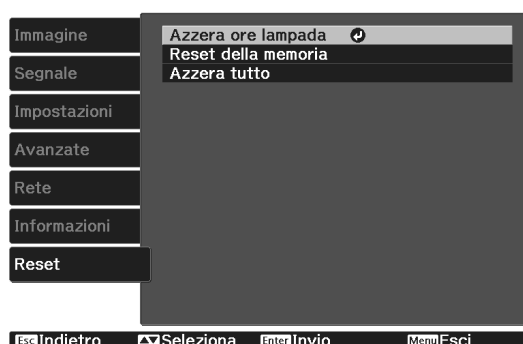 Immagine
Segnale
Impostazioni
Avanzate
Rete
Informazioni
Reset
Azzera ore lampada
Reset della memoria
Azzera tutto
Esc Indietro Seleziona Enter Invio Menu Esci